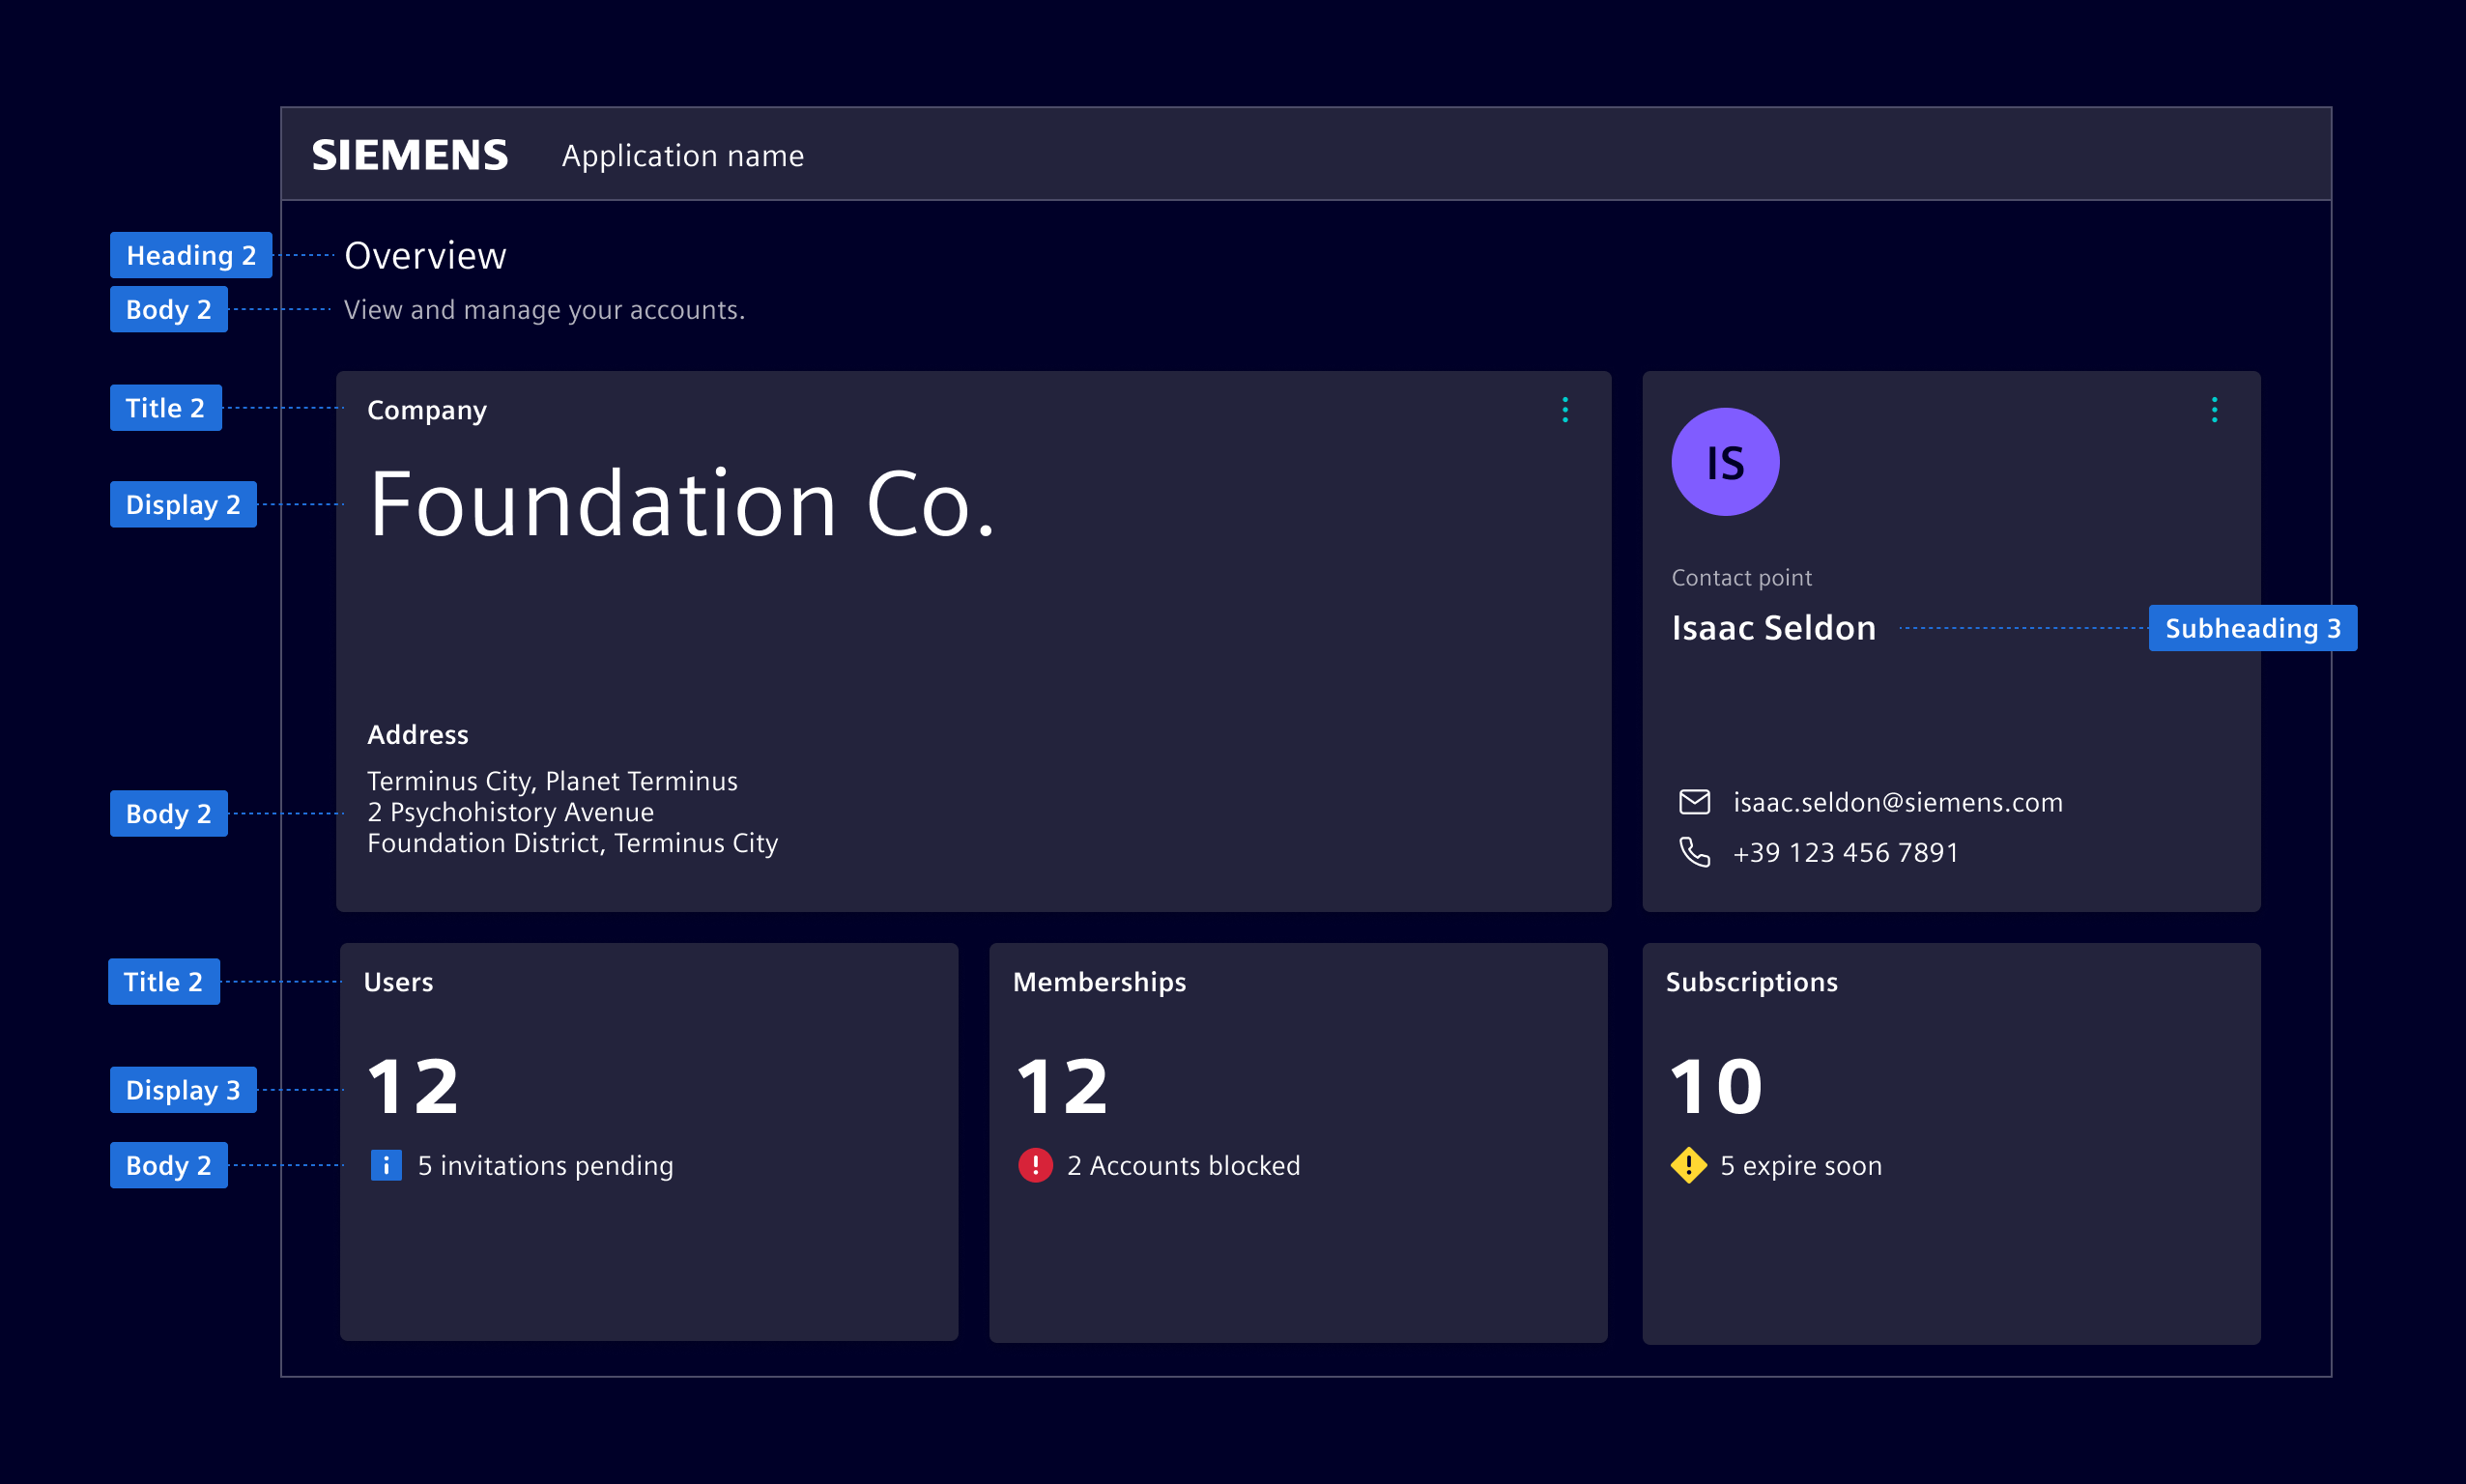 SIEMENS Application name
Heading 2 Overview
Body 2 View and manage your accounts.
Title 2 Company
Display 2 Foundation Co.
Address
Body 2
Terminus City, Planet Terminus
2 Psychohistory Avenue
Foundation District, Terminus City
IS
Contact point
Isaac Seldon Subheading 3
isaac.seldon@siemens.com
+39 123 456 7891
Title 2 Users
Display 3 12
Body 2 5 invitations pending
Memberships
12
2 Accounts blocked
Subscriptions
10
5 expire soon